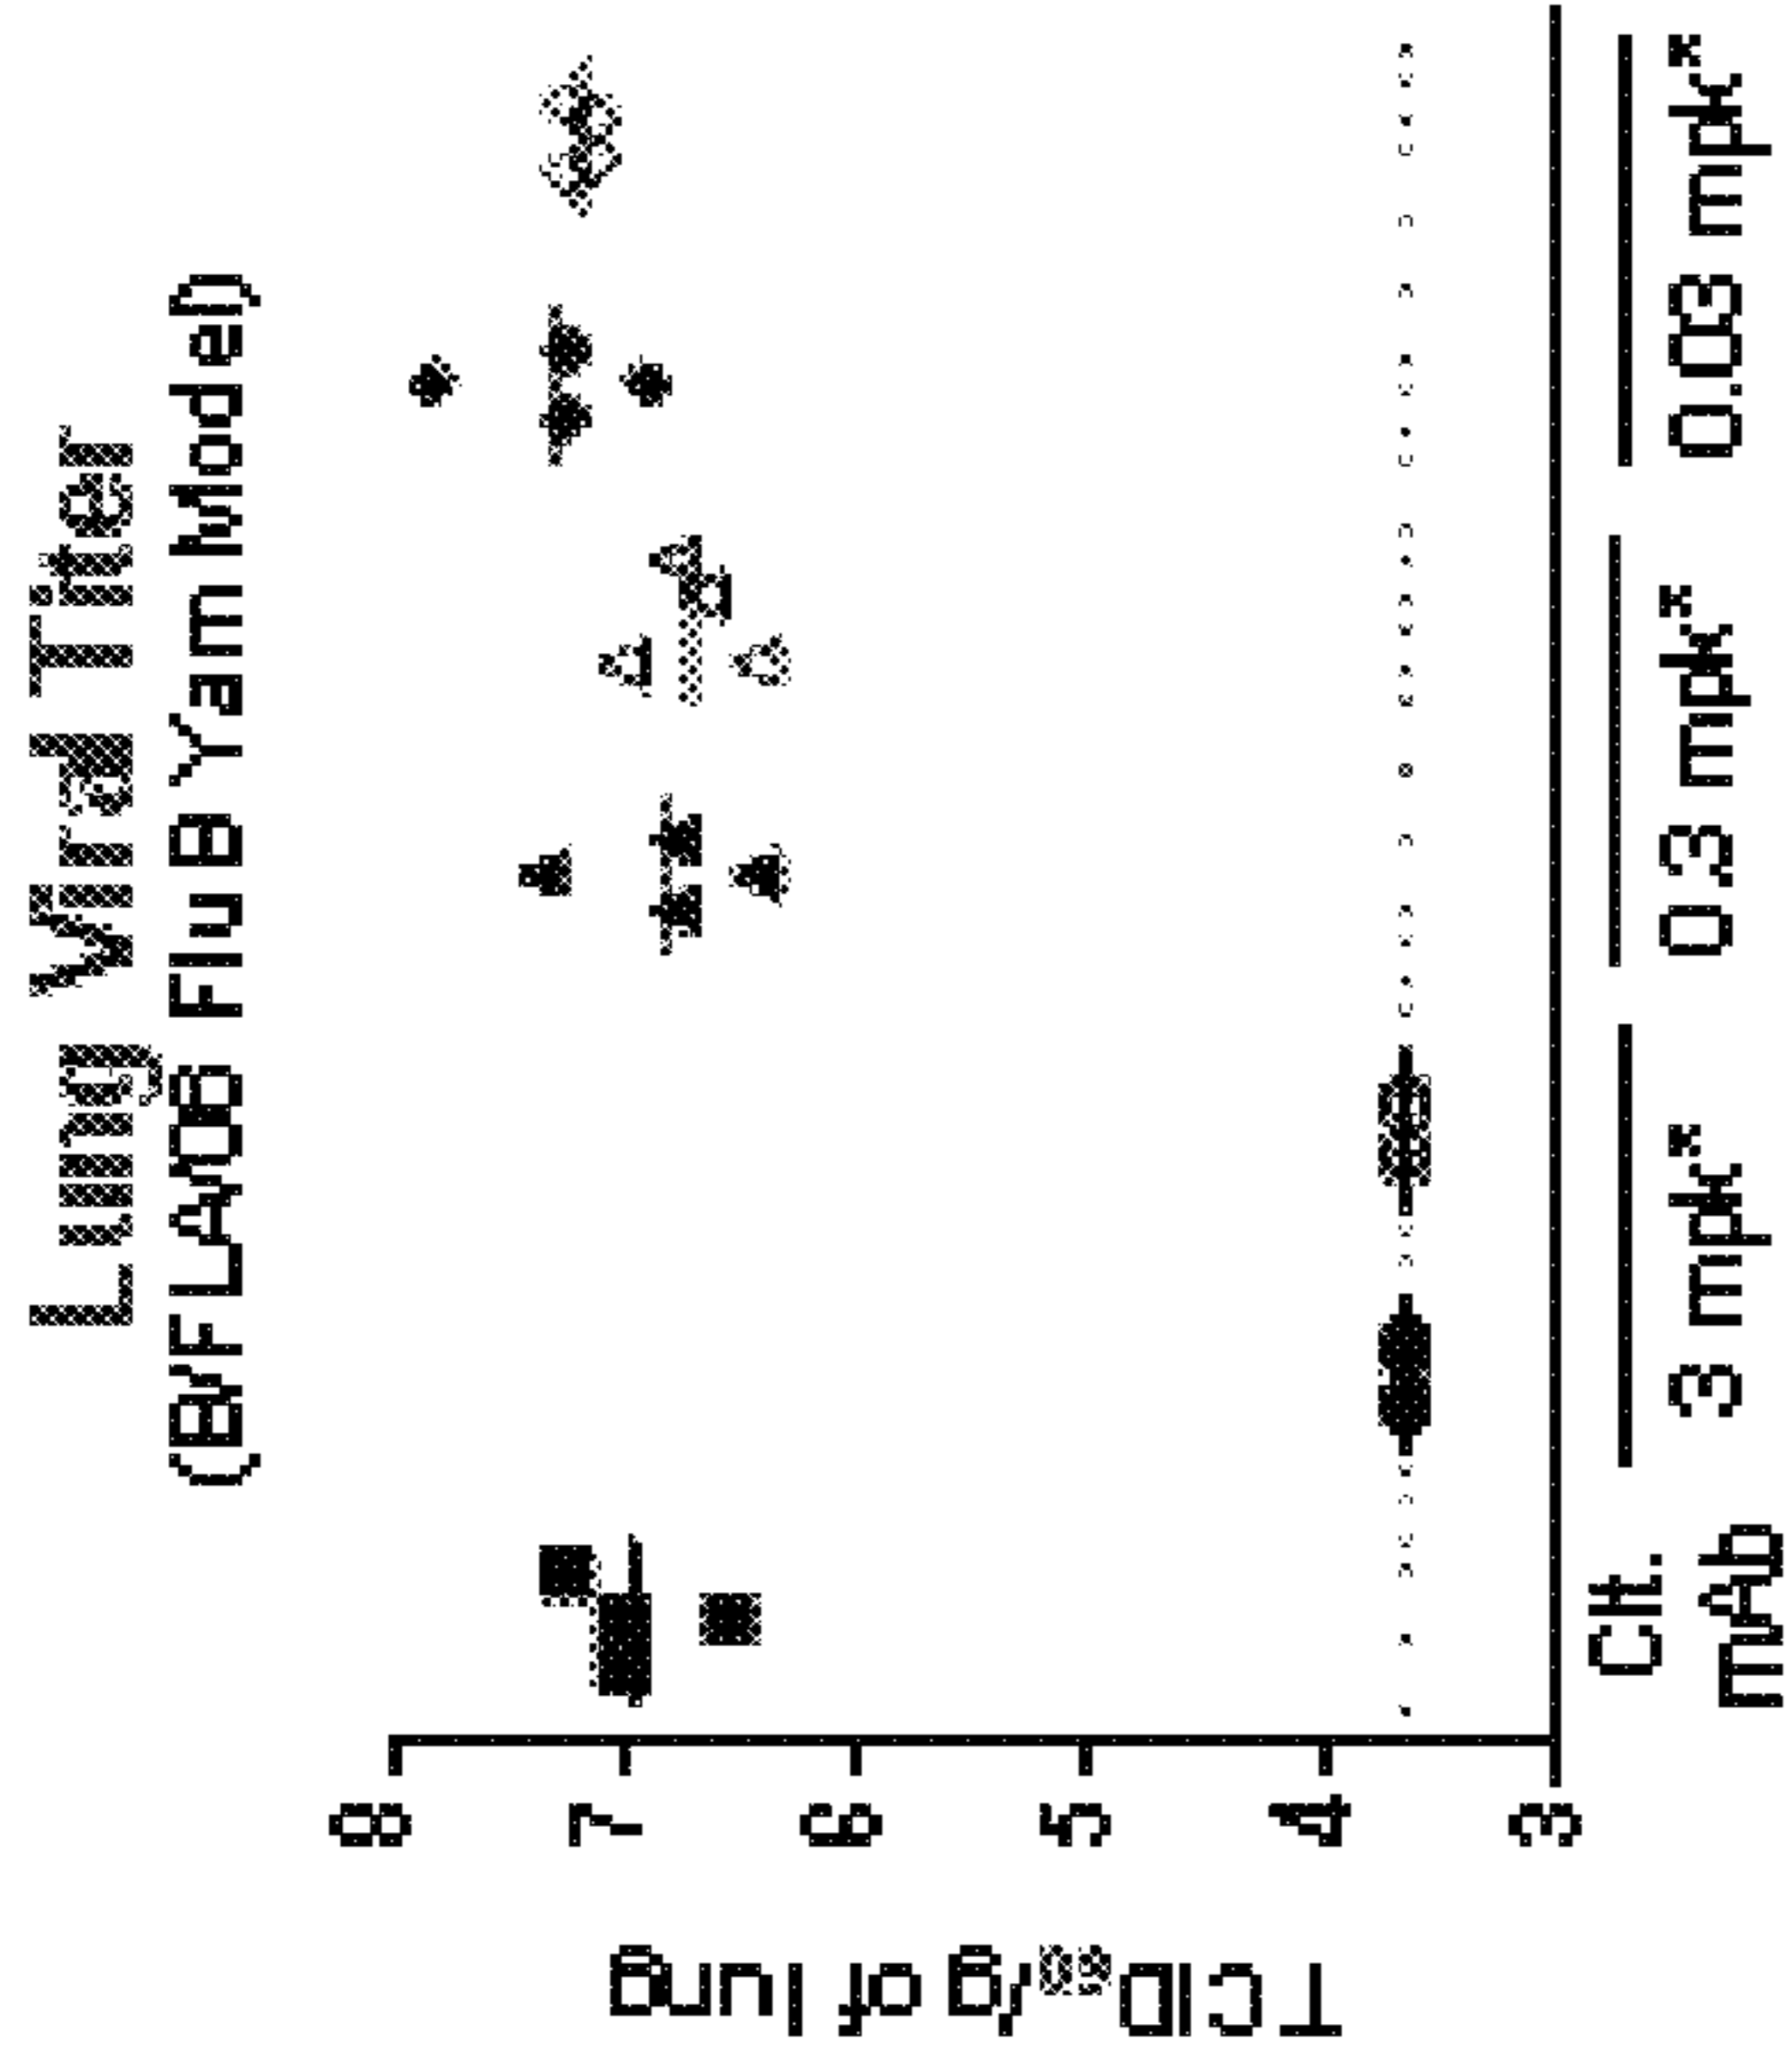 Lung Viral Titer
(B/FLA/06 Flu B Yam Model)
TCID₅₀/g of lung
8
7
6
5
4
3
Ctl.
mAb
3 mpk*
0.3 mpk*
0.03 mpk*